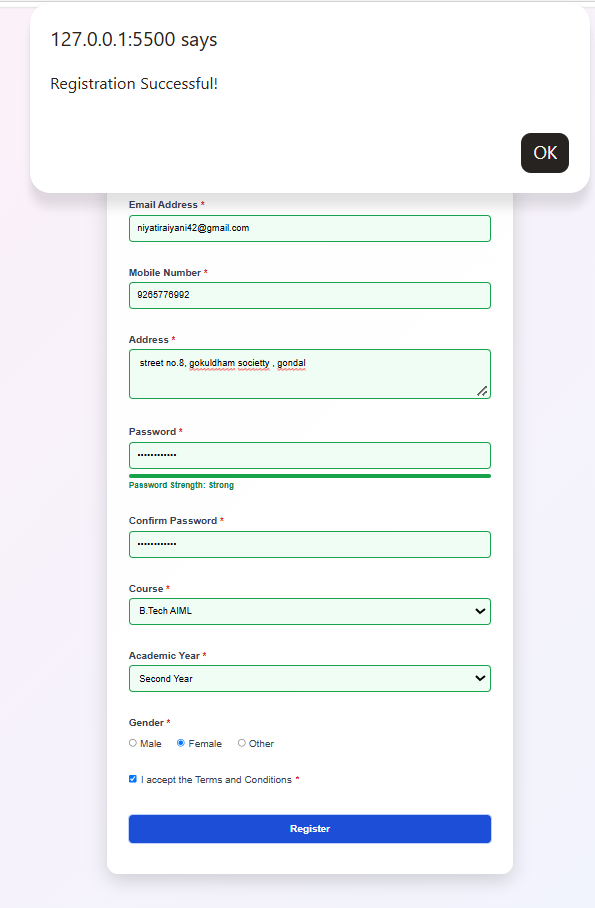 127.0.0.1:5500 says
Registration Successful!
OK
Email Address *
niyatiraiyani42@gmail.com
Mobile Number *
9265776992
Address *
street no.8, gokuldham societty , gondal
Password *
••••••••••••
Password Strength: Strong
Confirm Password *
••••••••••••
Course *
B.Tech AIML
Academic Year *
Second Year
Gender *
Male Female Other
I accept the Terms and Conditions *
Register